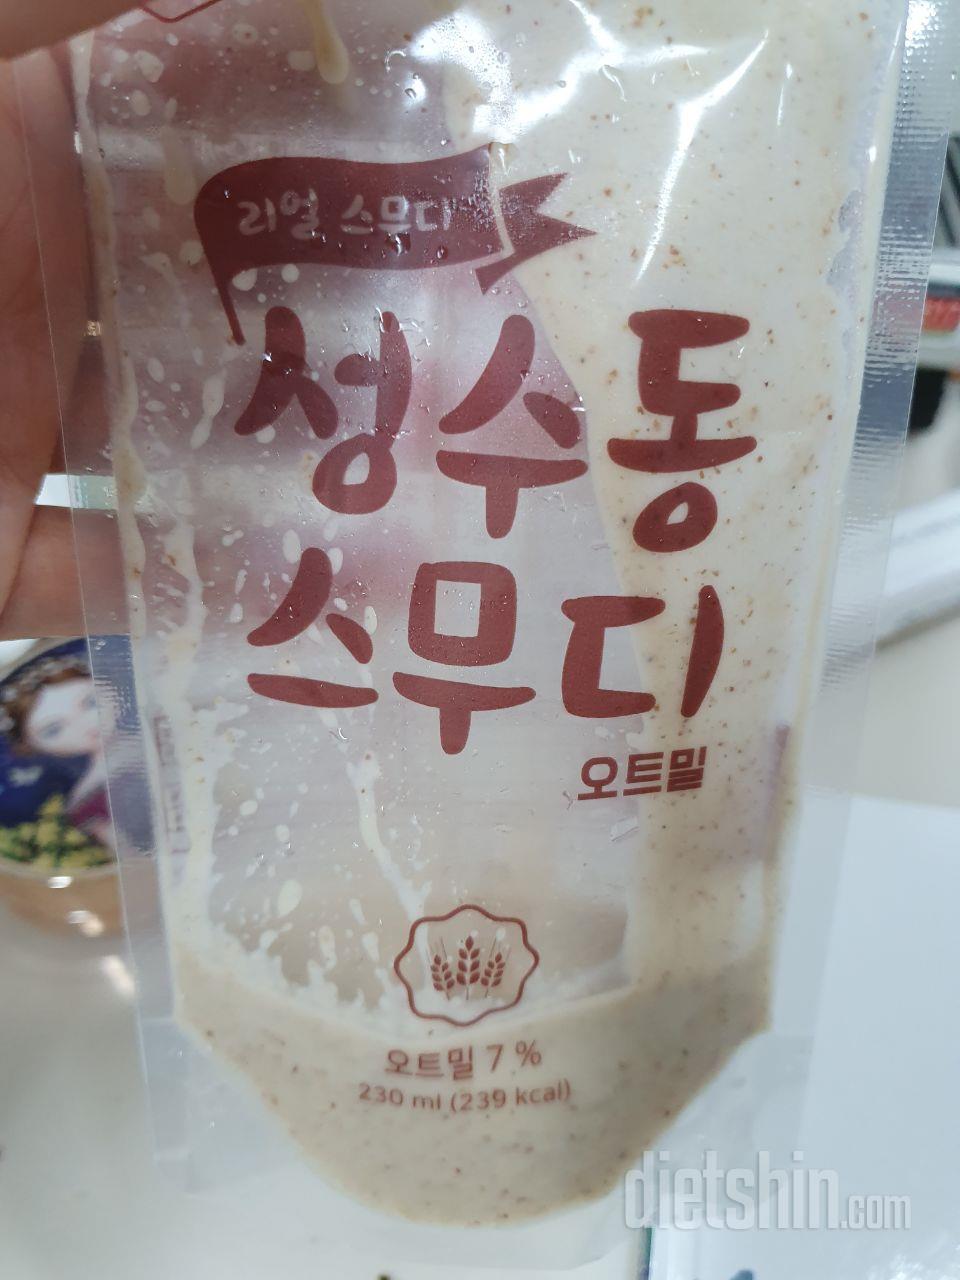 리얼 스무디
성수동
스무디
오트밀
오트밀 7 %
230 ml (239 kcal)
dietshin.com